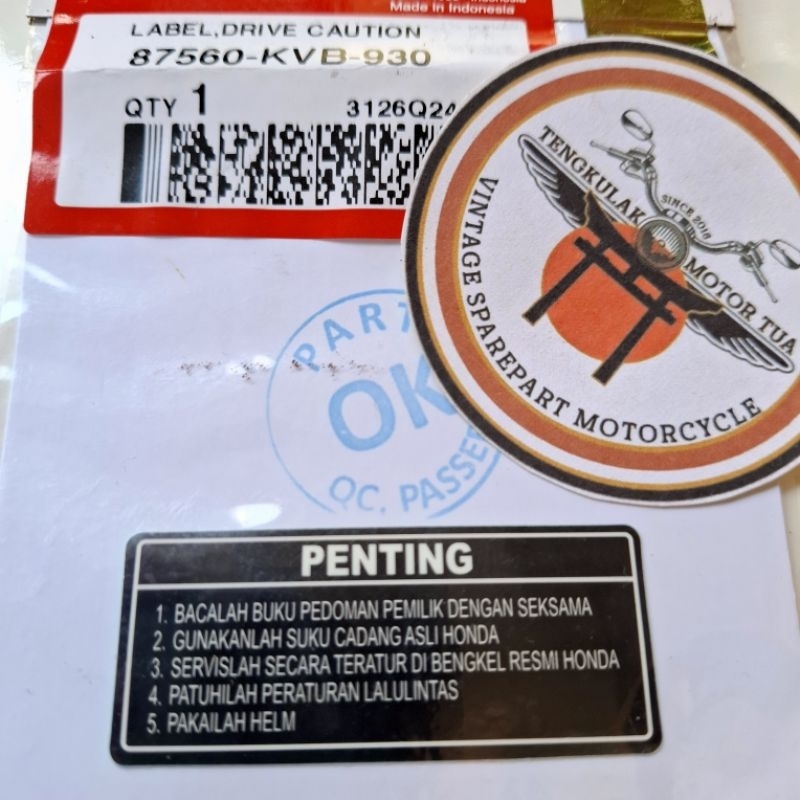 Made in Indonesia
LABEL,DRIVE CAUTION
87560-KVB-930
QTY 1
3126Q24
TENGKULAK MOTOR TUA
SINCE 2018
VINTAGE SPAREPART MOTORCYCLE
PART
OK
QC. PASSE
PENTING
1. BACALAH BUKU PEDOMAN PEMILIK DENGAN SEKSAMA
2. GUNAKANLAH SUKU CADANG ASLI HONDA
3. SERVISLAH SECARA TERATUR DI BENGKEL RESMI HONDA
4. PATUHILAH PERATURAN LALULINTAS
5. PAKAILAH HELM